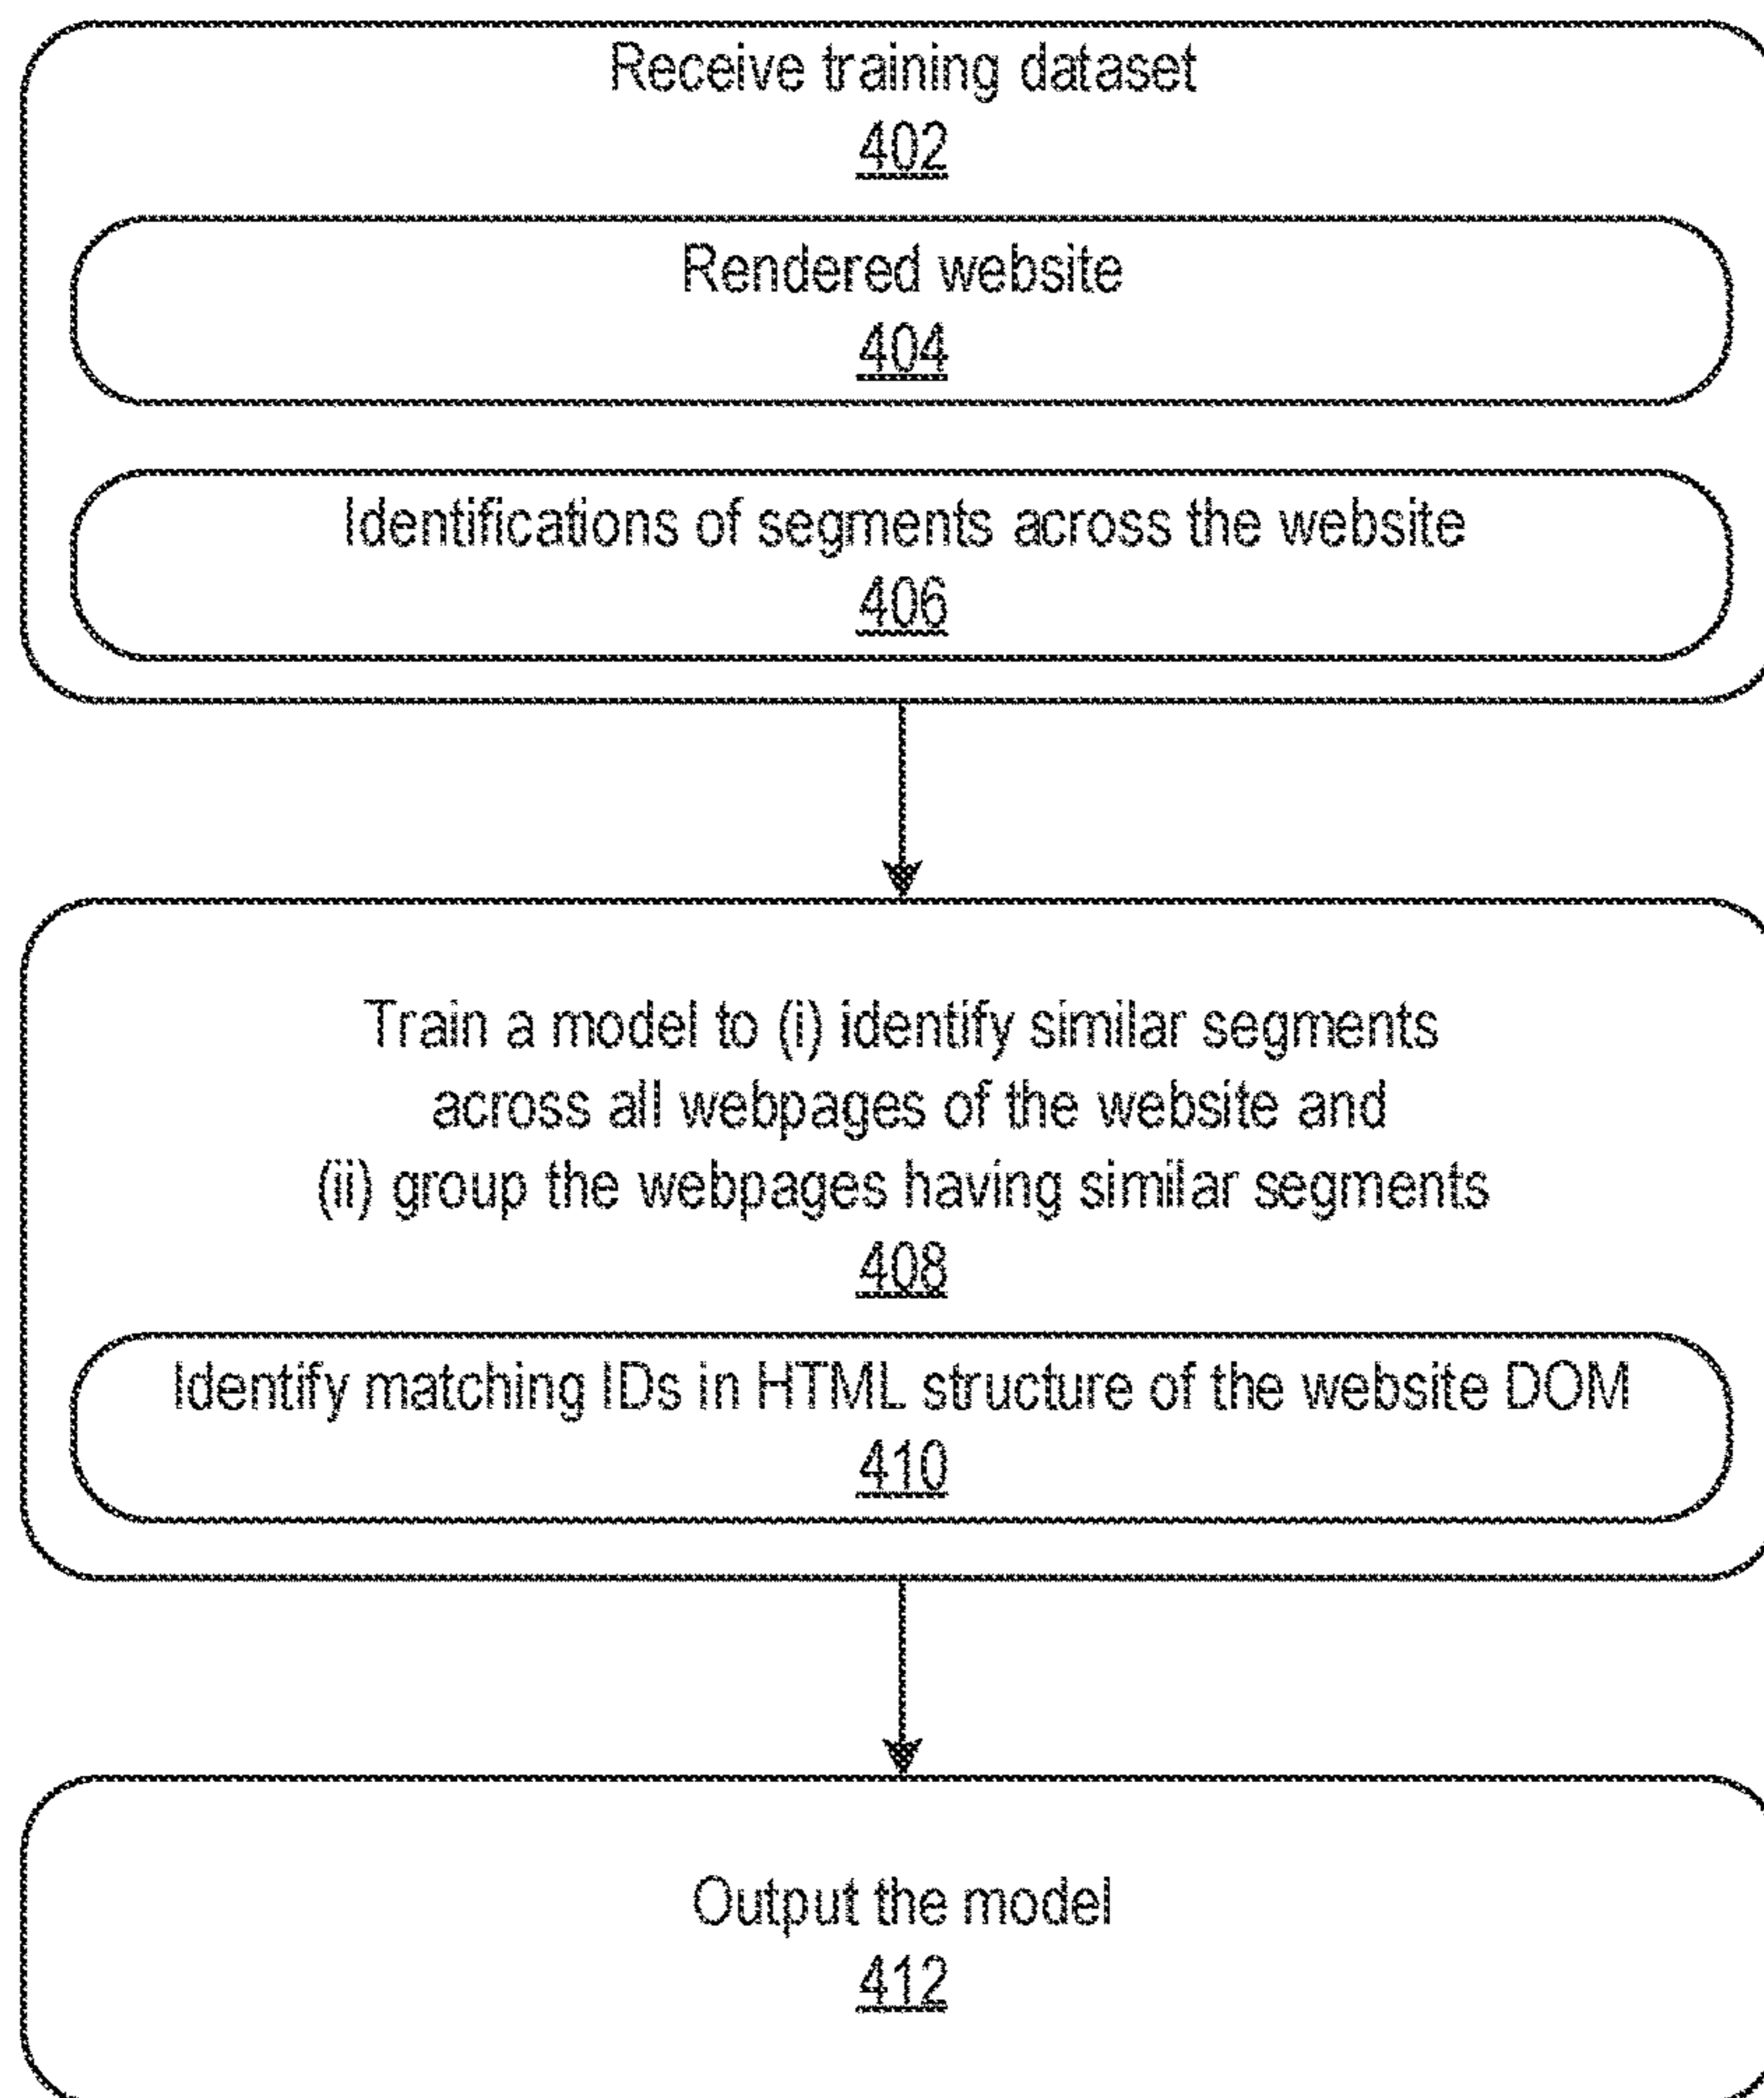 Receive training dataset
402
Rendered website
404
Identifications of segments across the website
406
Train a model to (i) identify similar segments
across all webpages of the website and
(ii) group the webpages having similar segments
408
Identify matching IDs in HTML structure of the website DOM
410
Output the model
412